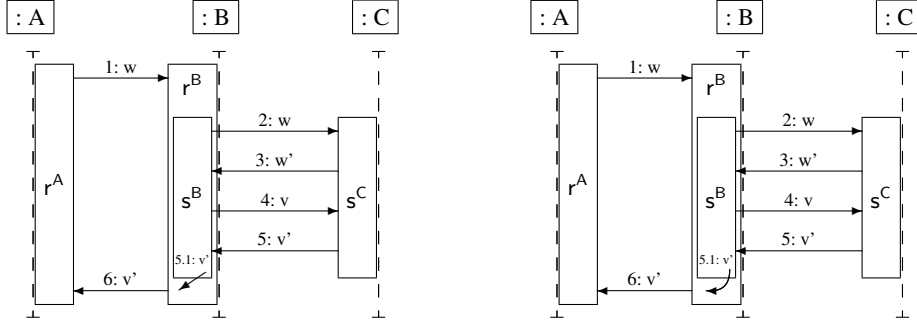 : A : B : C : A : B : C
1: w 1: w
r^B r^B
2: w 2: w
3: w’ 3: w’
r^A s^B 4: v s^C r^A s^B 4: v s^C
5: v’ 5: v’
5.1: v’ 5.1: v’
6: v’ 6: v’